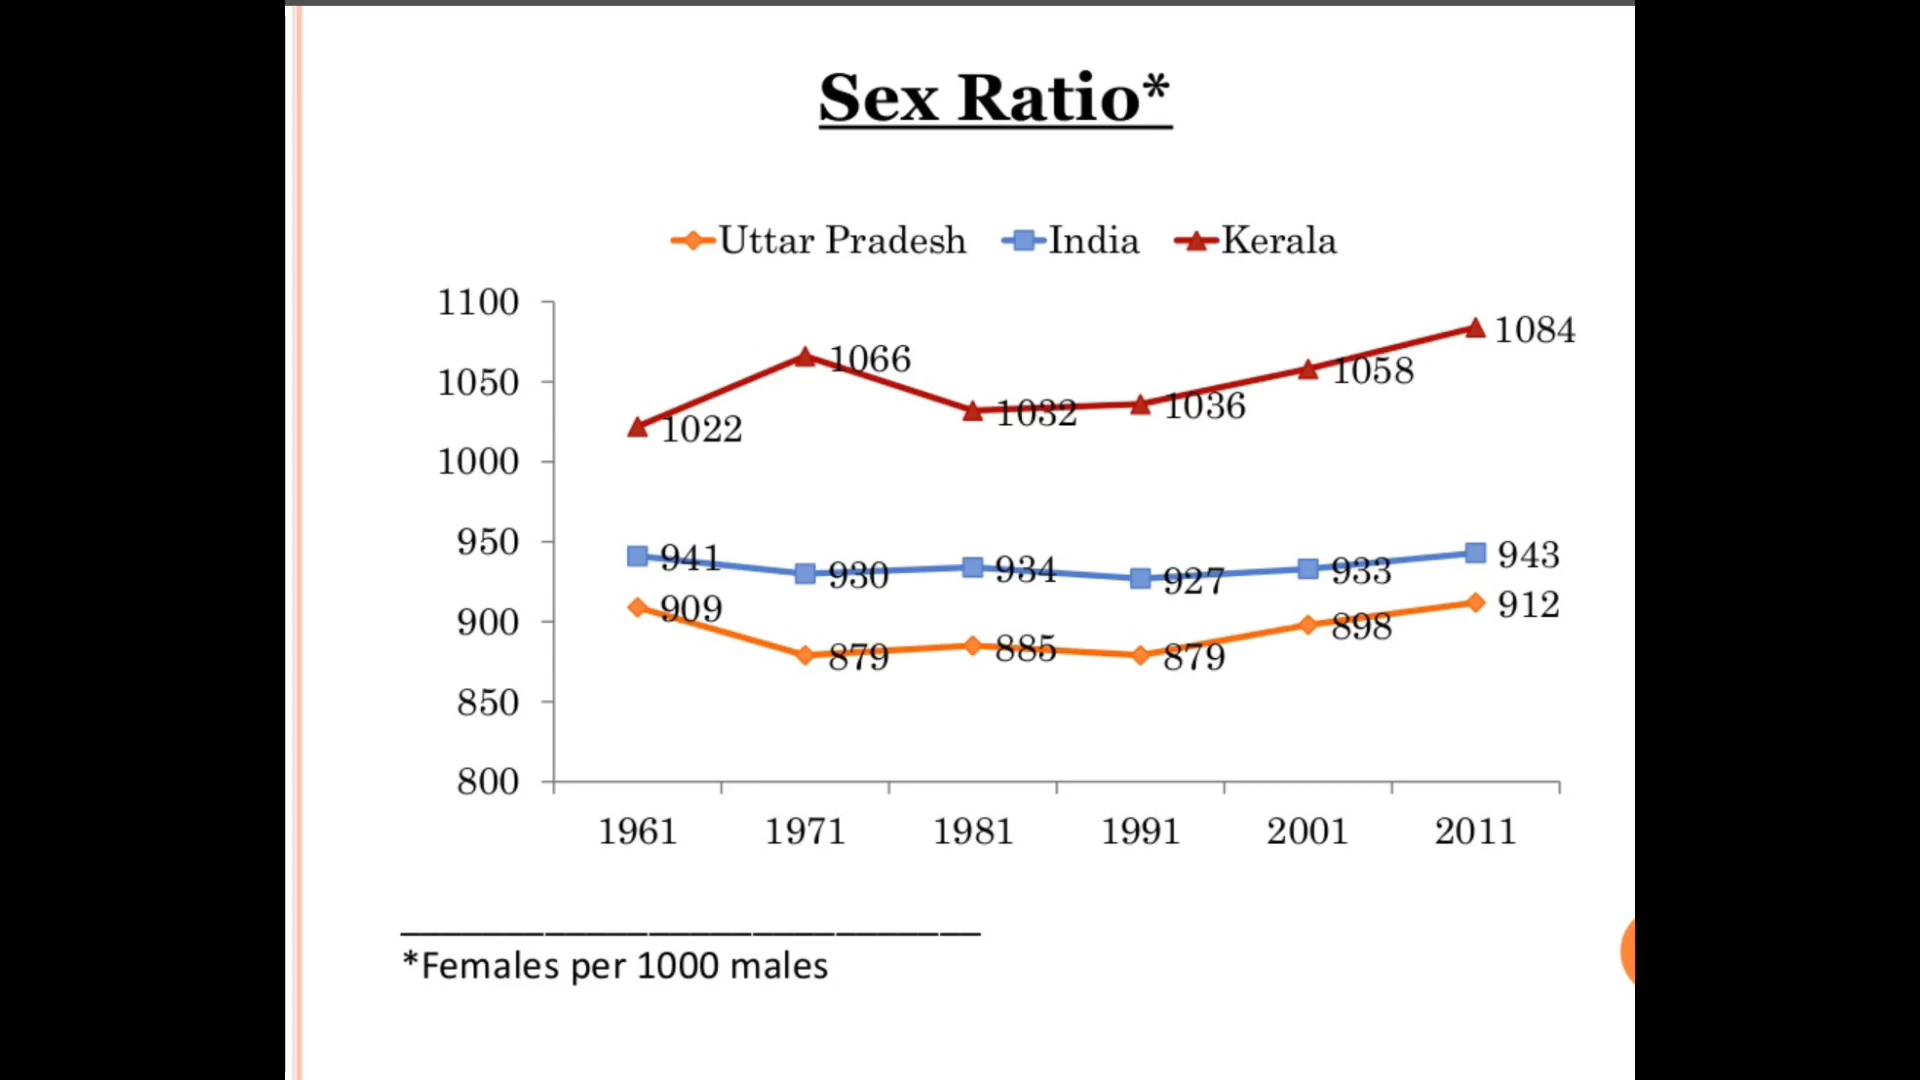 Sex Ratio*
Uttar Pradesh India Kerala
1100
1050
1000
950
900
850
800
1022 1066 1032 1036 1058 1084
941 930 934 927 933 943
909 879 885 879 898 912
1961 1971 1981 1991 2001 2011
*Females per 1000 males